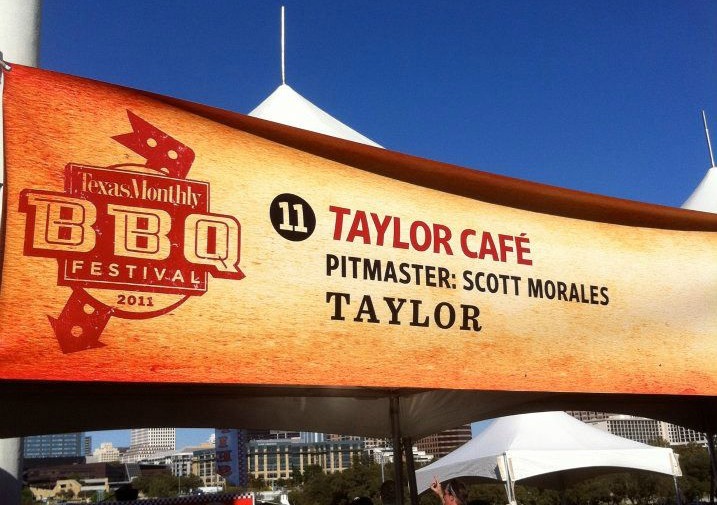 Texas Monthly
BBQ
FESTIVAL
2011
11
TAYLOR CAFÉ
PITMASTER: SCOTT MORALES
TAYLOR